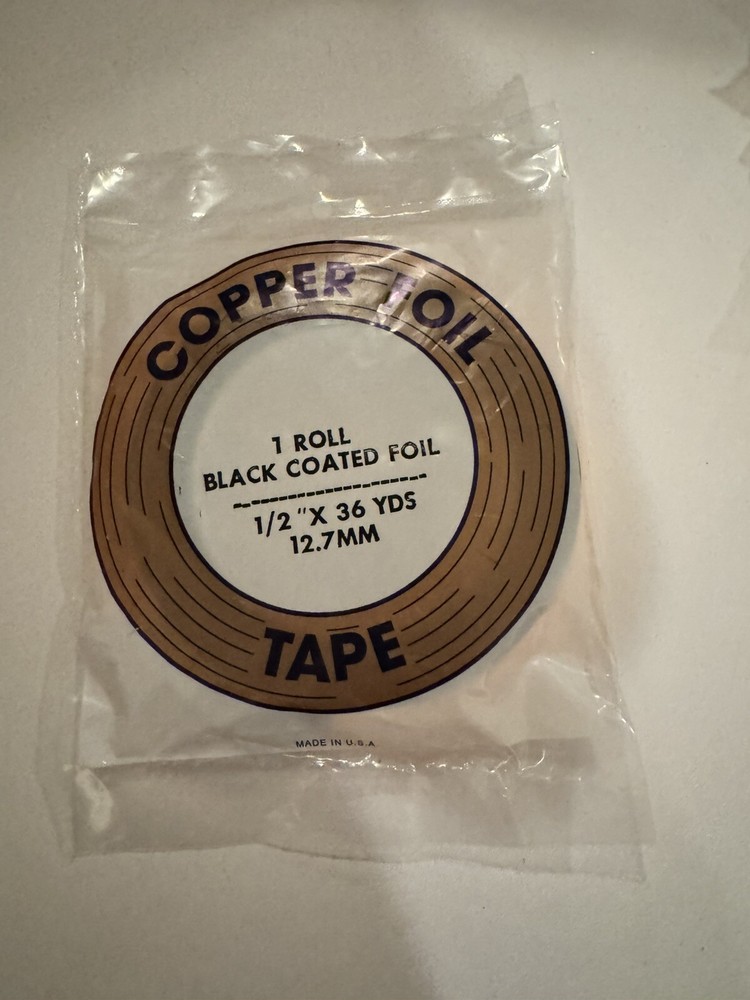 COPPER FOIL
1 ROLL
BLACK COATED FOIL
1/2 "X 36 YDS
12.7MM
TAPE
MADE IN U.S.A